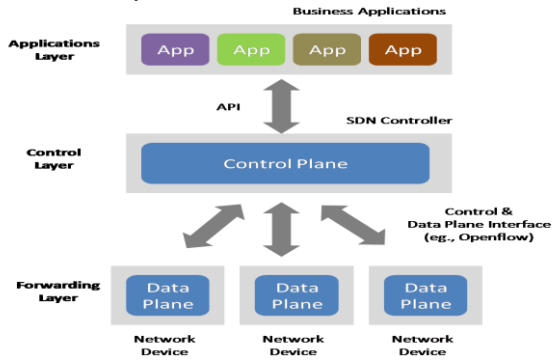 Business Applications
Applications
Layer
App App App App
API
SDN Controller
Control
Layer
Control Plane
Control &
Data Plane Interface
(eg., Openflow)
Forwarding
Layer
Data
Plane
Data
Plane
Data
Plane
Network
Device
Network
Device
Network
Device